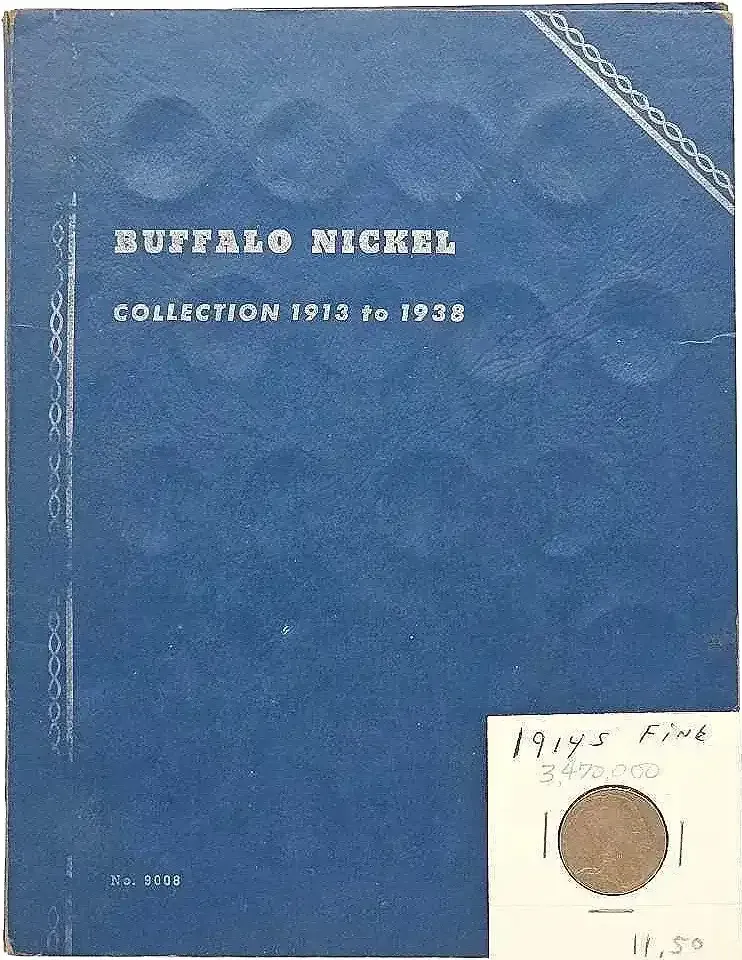 BUFFALO NICKEL
COLLECTION 1913 to 1938
No. 9008
1914S FINE
3,470,000
11.50